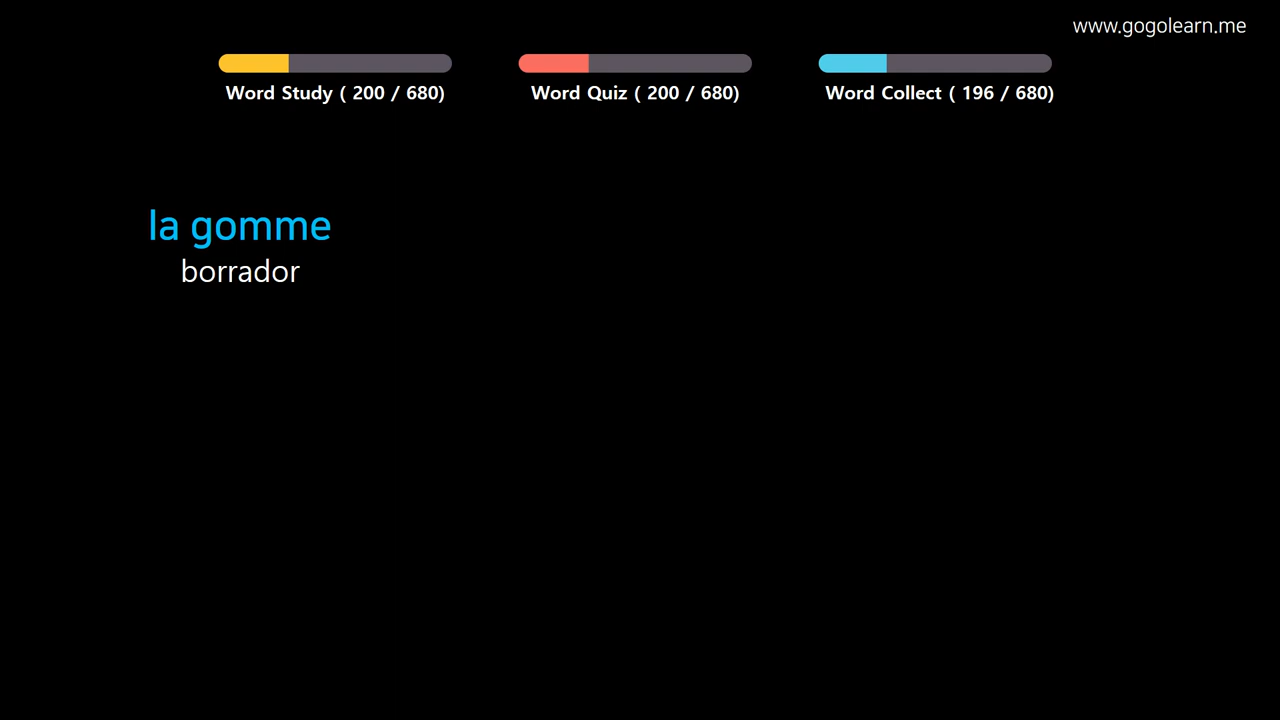 www.gogolearn.me
Word Study ( 200 / 680)
Word Quiz ( 200 / 680)
Word Collect ( 196 / 680)
la gomme
borrador